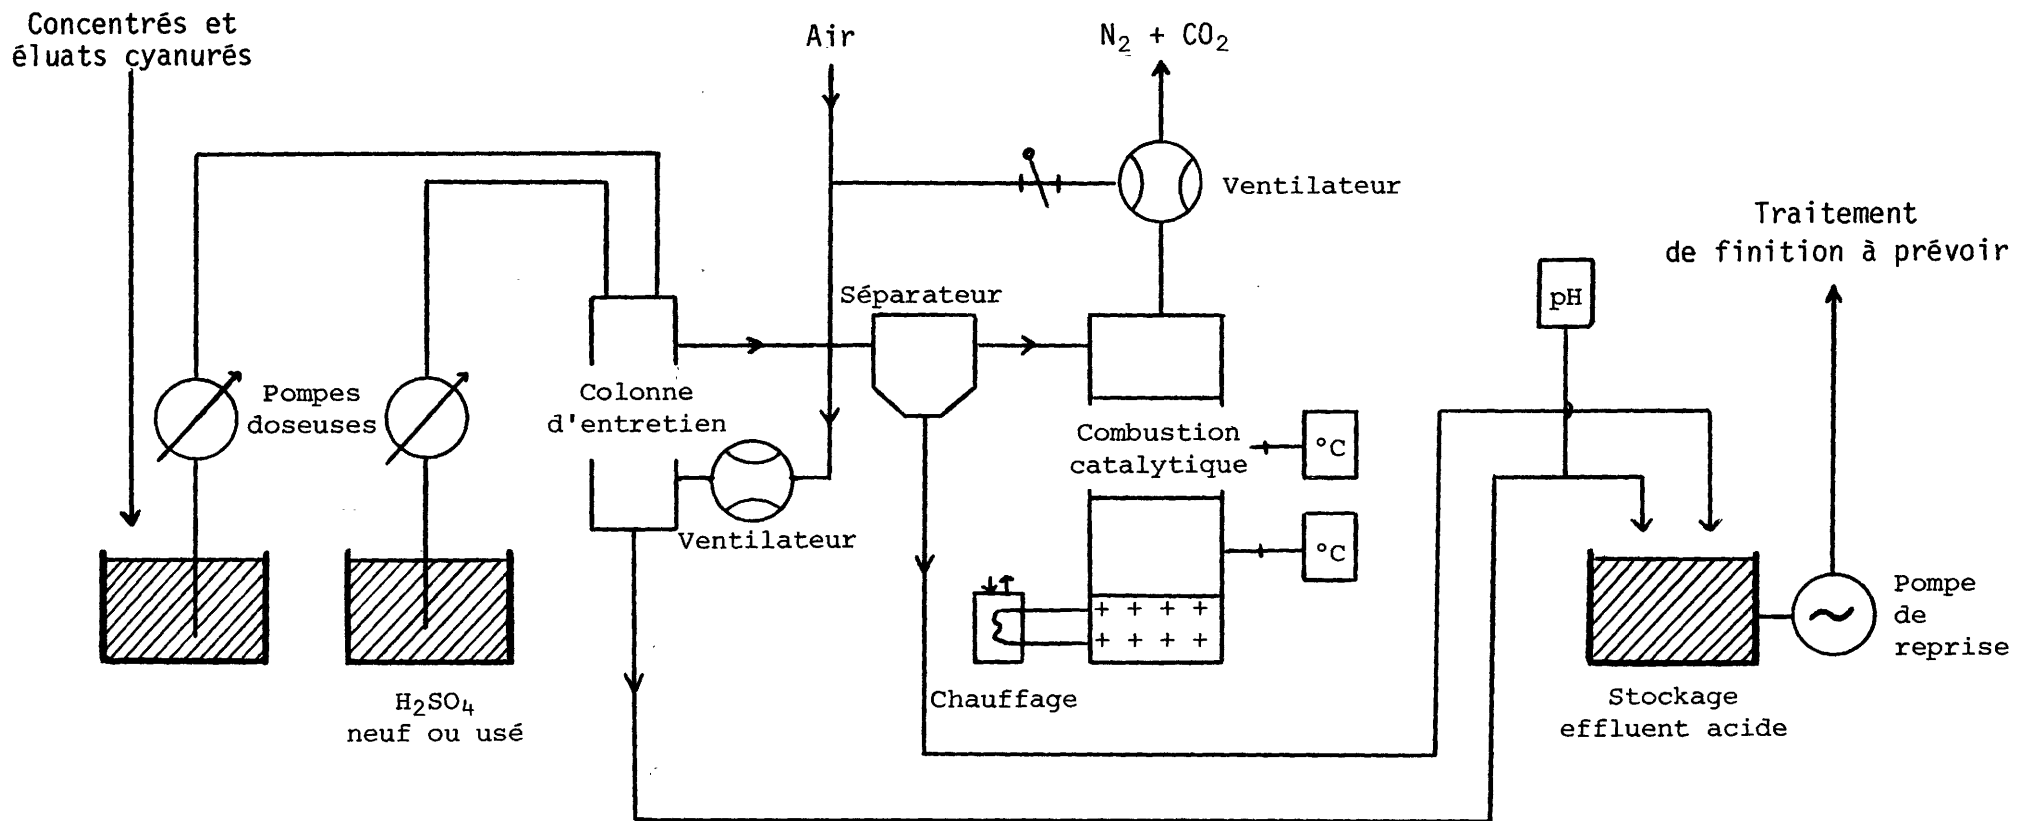 Concentrés et
éluats cyanurés
Air
N2 + CO2
Ventilateur
Traitement
de finition à prévoir
pH
Séparateur
Pompes
doseuses
Colonne
d'entretien
Combustion
catalytique
°C
°C
Ventilateur
Pompe
de
reprise
+ + + +
+ + + +
H2SO4
neuf ou usé
Chauffage
Stockage
effluent acide